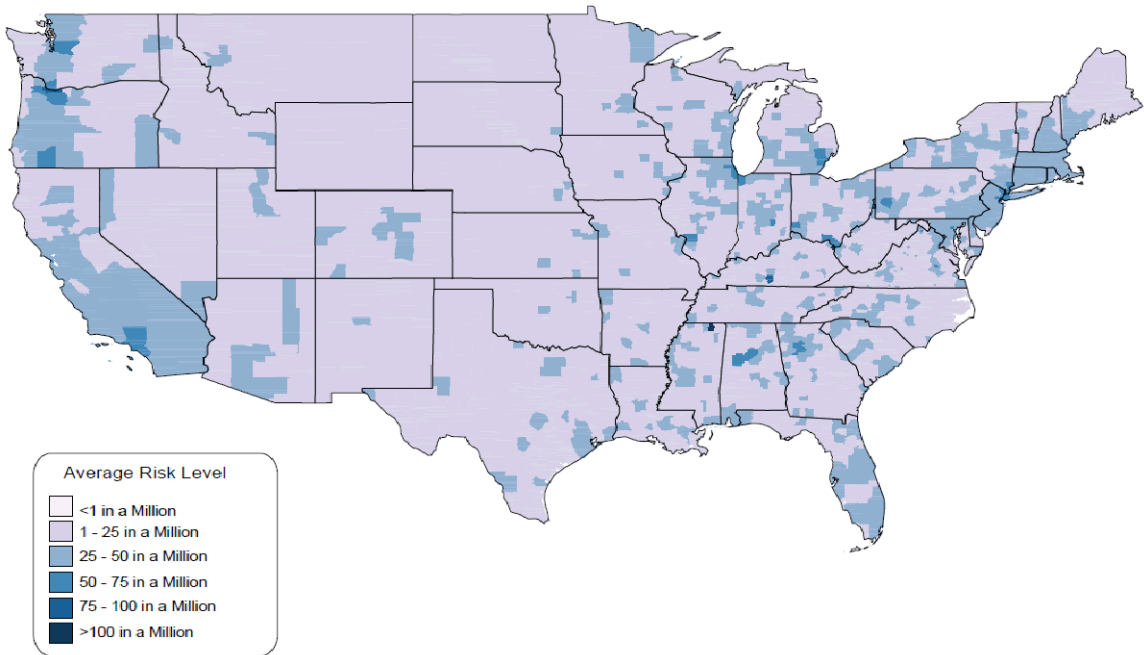 Average Risk Level
<1 in a Million
1 - 25 in a Million
25 - 50 in a Million
50 - 75 in a Million
75 - 100 in a Million
>100 in a Million